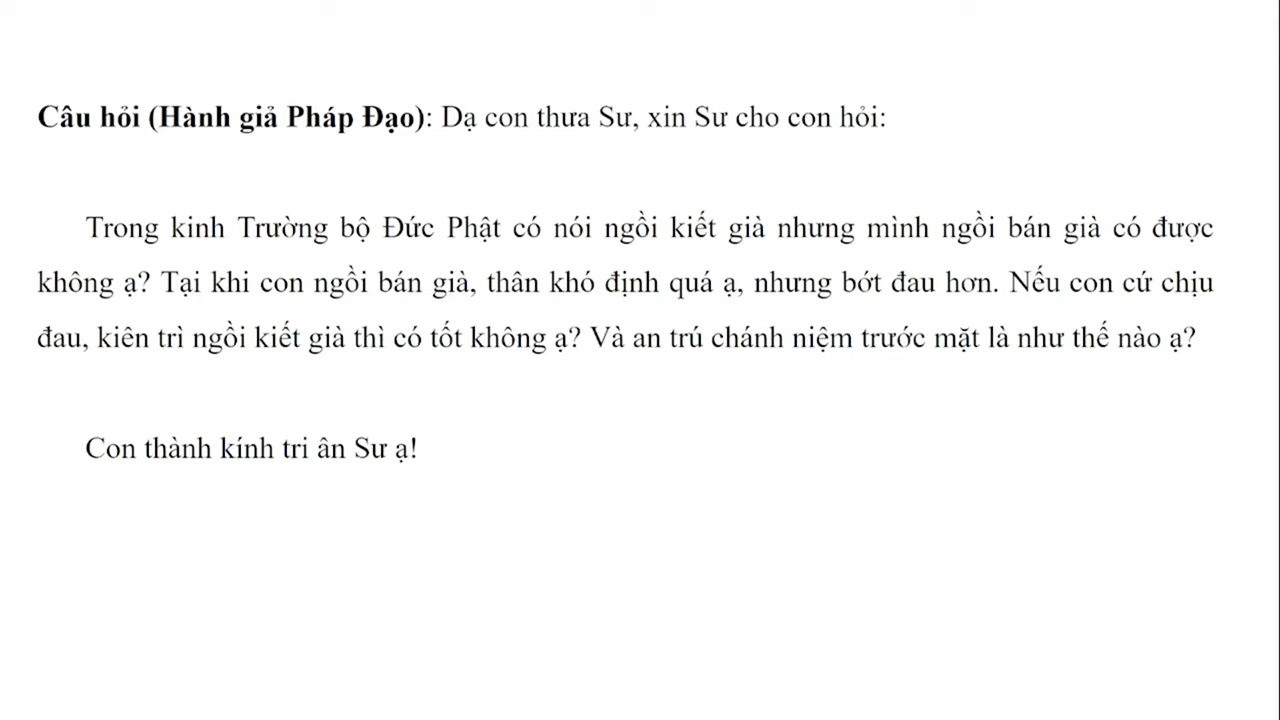 Câu hỏi (Hành giả Pháp Đạo): Dạ con thưa Sư, xin Sư cho con hỏi:
Trong kinh Trường bộ Đức Phật có nói ngồi kiết già nhưng mình ngồi bán già có được
không ạ? Tại khi con ngồi bán già, thân khó định quá ạ, nhưng bớt đau hơn. Nếu con cứ chịu
đau, kiên trì ngồi kiết già thì có tốt không ạ? Và an trú chánh niệm trước mặt là như thế nào ạ?
Con thành kính tri ân Sư ạ!